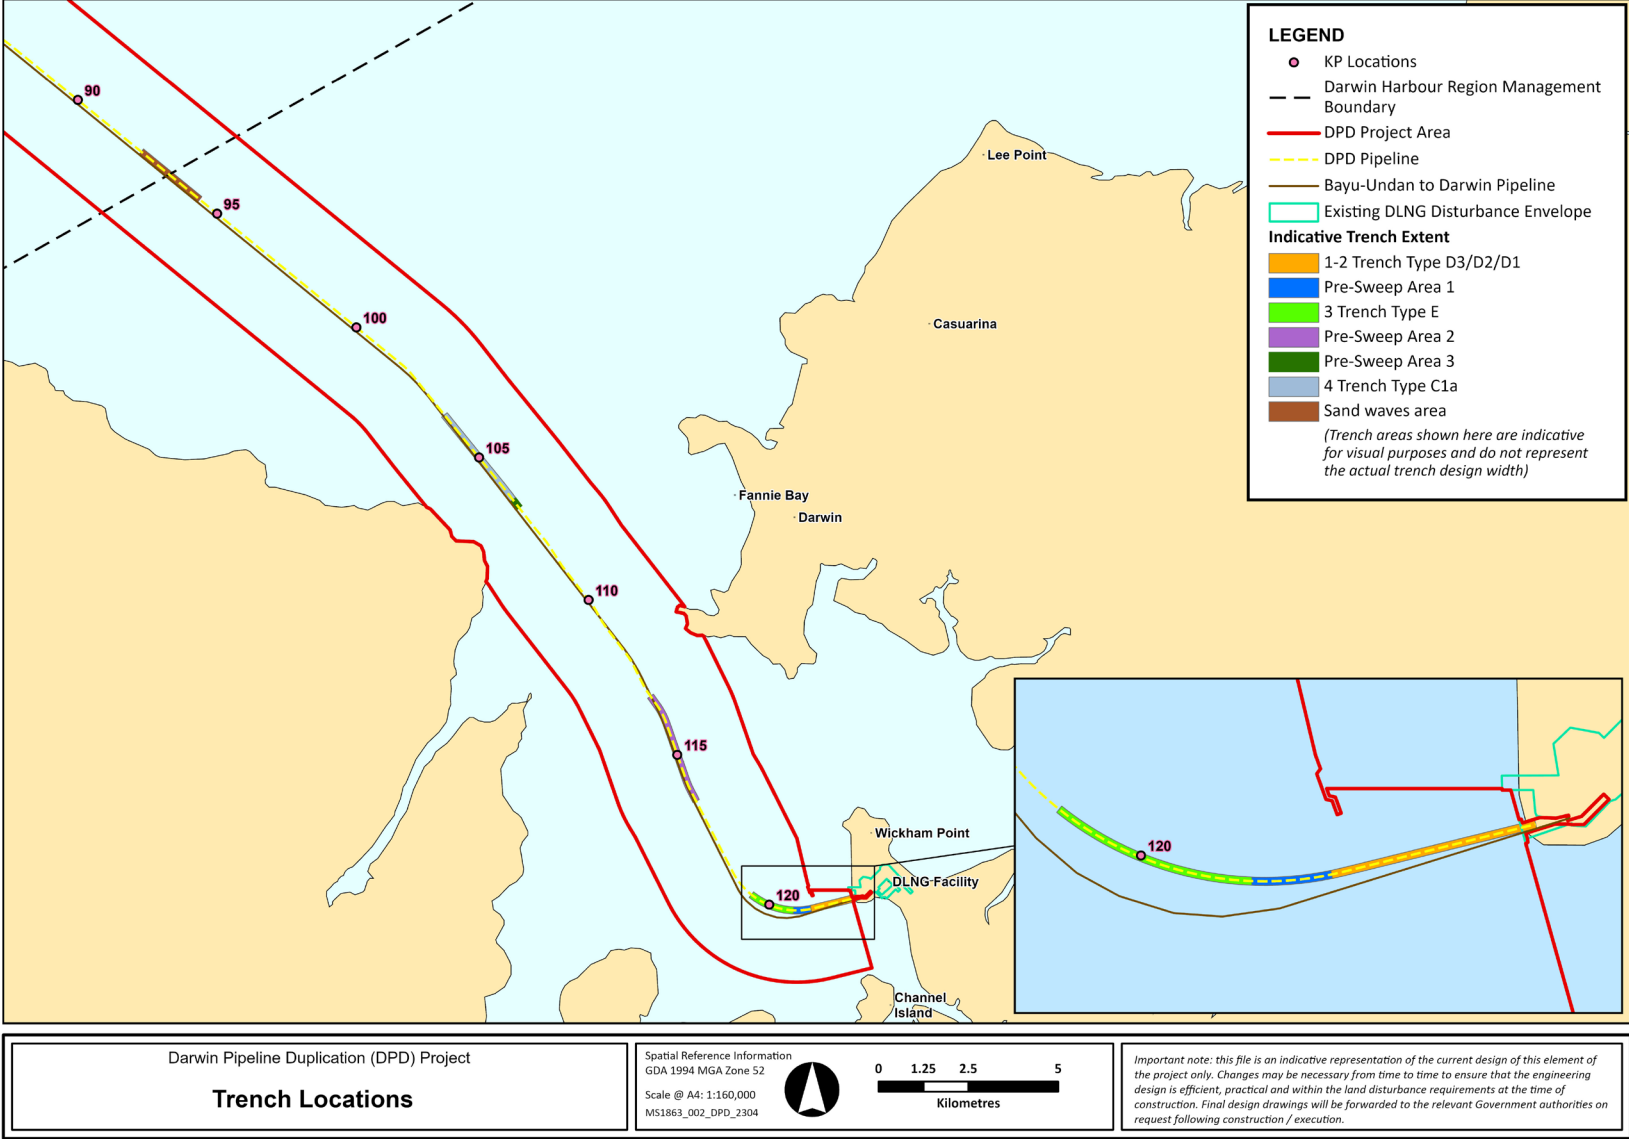 90
95
100
105
110
115
120
Lee Point
Casuarina
Fannie Bay
Darwin
Wickham Point
DLNG Facility
Channel
Island
LEGEND
KP Locations
Darwin Harbour Region Management
Boundary
DPD Project Area
DPD Pipeline
Bayu-Undan to Darwin Pipeline
Existing DLNG Disturbance Envelope
Indicative Trench Extent
1-2 Trench Type D3/D2/D1
Pre-Sweep Area 1
3 Trench Type E
Pre-Sweep Area 2
Pre-Sweep Area 3
4 Trench Type C1a
Sand waves area
(Trench areas shown here are indicative
for visual purposes and do not represent
the actual trench design width)
120
Darwin Pipeline Duplication (DPD) Project
Trench Locations
Spatial Reference Information
GDA 1994 MGA Zone 52
Scale @ A4: 1:160,000
MS1863_002_DPD_2304
0 1.25 2.5 5
Kilometres
Important note: this file is an indicative representation of the current design of this element of
the project only. Changes may be necessary from time to time to ensure that the engineering
design is efficient, practical and within the land disturbance requirements at the time of
construction. Final design drawings will be forwarded to the relevant Government authorities on
request following construction / execution.